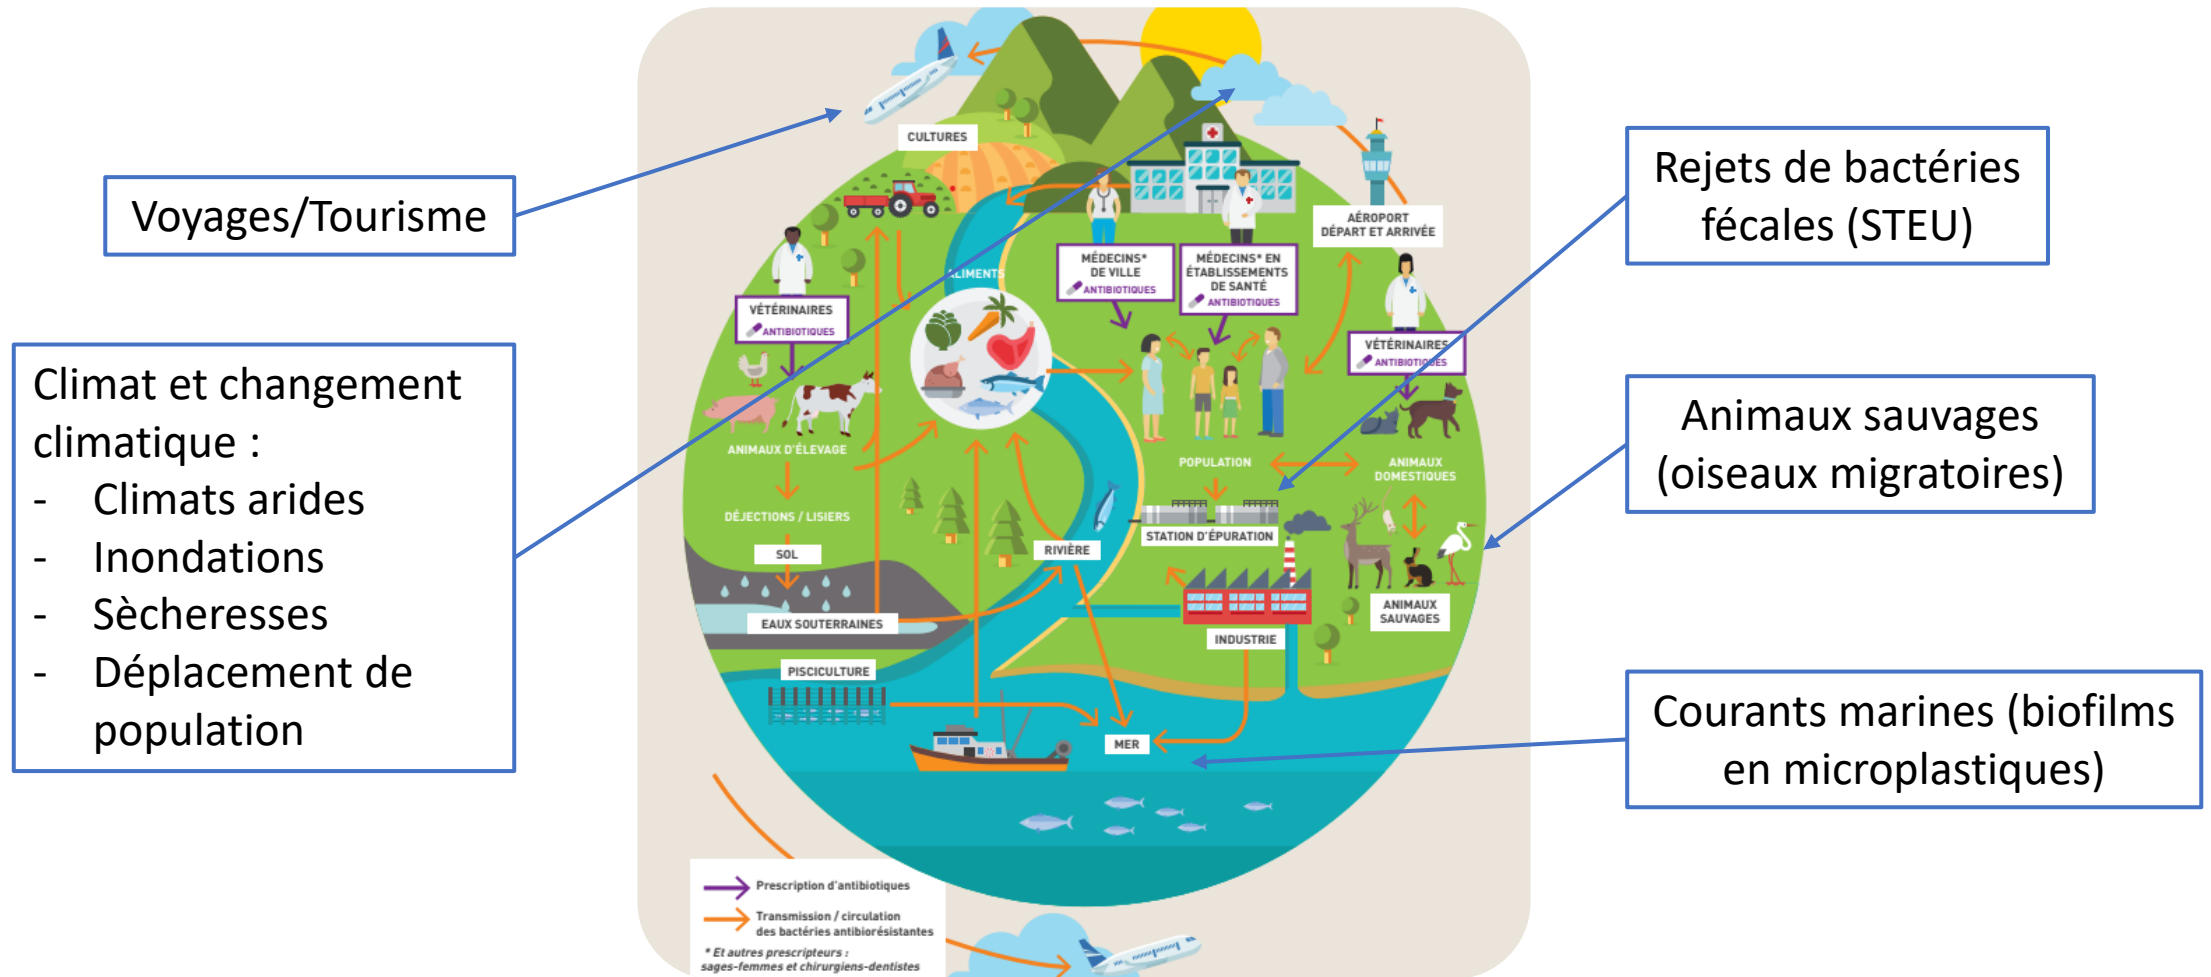 Voyages/Tourisme
Climat et changement
climatique :
- Climats arides
- Inondations
- Sècheresses
- Déplacement de
population
CULTURES
AÉROPORT
DÉPART ET ARRIVÉE
ALIMENTS
MÉDECINS*
DE VILLE
ANTIBIOTIQUES
MÉDECINS* EN
ÉTABLISSEMENTS
DE SANTÉ
ANTIBIOTIQUES
VÉTÉRINAIRES
ANTIBIOTIQUES
VÉTÉRINAIRES
ANTIBIOTIQUES
ANIMAUX D'ÉLEVAGE
POPULATION
ANIMAUX
DOMESTIQUES
DÉJECTIONS / LISIERS
STATION D'ÉPURATION
SOL
RIVIÈRE
EAUX SOUTERRAINES
ANIMAUX
SAUVAGES
INDUSTRIE
PISCICULTURE
MER
Prescription d'antibiotiques
Transmission / circulation
des bactéries antibiorésistantes
* Et autres prescripteurs :
sages-femmes et chirurgiens-dentistes
Rejets de bactéries
fécales (STEU)
Animaux sauvages
(oiseaux migratoires)
Courants marines (biofilms
en microplastiques)